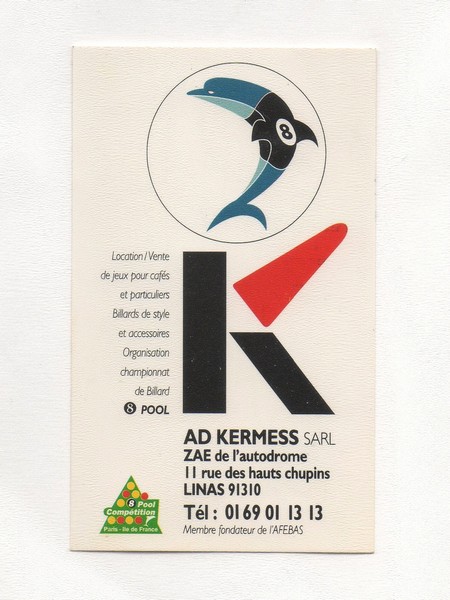 8
Location / Vente
de jeux pour cafés
et particuliers
Billards de style
et accessoires
Organisation
championnat
de Billard
8 POOL
K
AD KERMESS SARL
ZAE de l'autodrome
11 rue des hauts chupins
LINAS 91310
Tél : 01 69 01 13 13
Membre fondateur de l'AFEBAS
8 Pool
Compétition
Paris - Ile de France